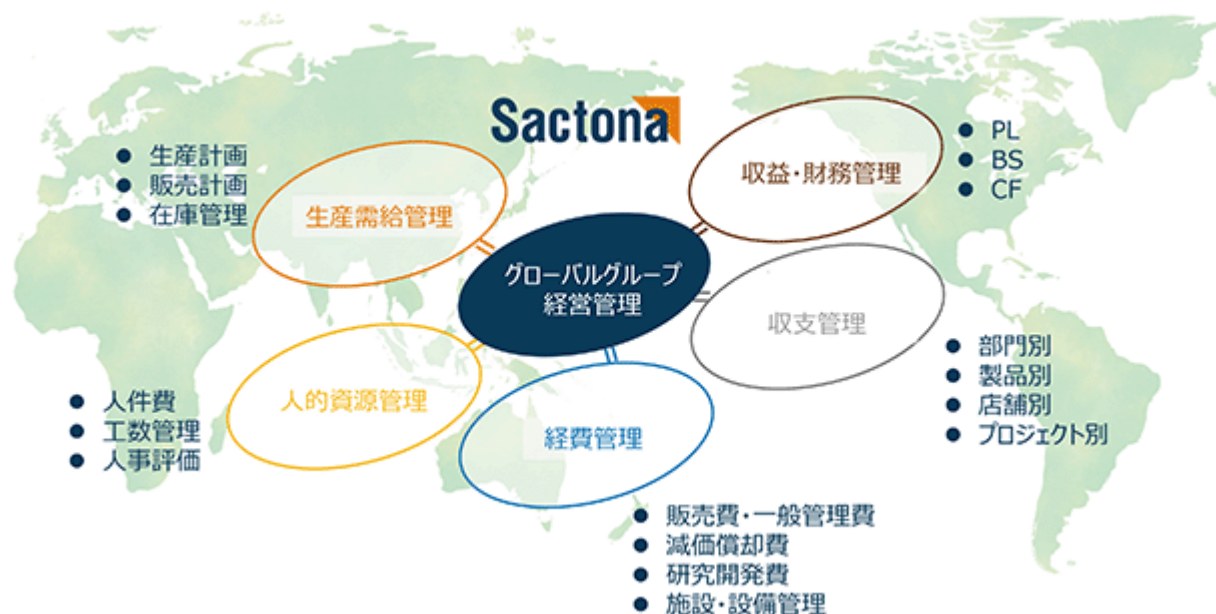 Sactona
グローバルグループ
経営管理
生産需給管理
● 生産計画
● 販売計画
● 在庫管理
収益・財務管理
● PL
● BS
● CF
収支管理
● 部門別
● 製品別
● 店舗別
● プロジェクト別
人的資源管理
● 人件費
● 工数管理
● 人事評価
経費管理
● 販売費・一般管理費
● 減価償却費
● 研究開発費
● 施設・設備管理